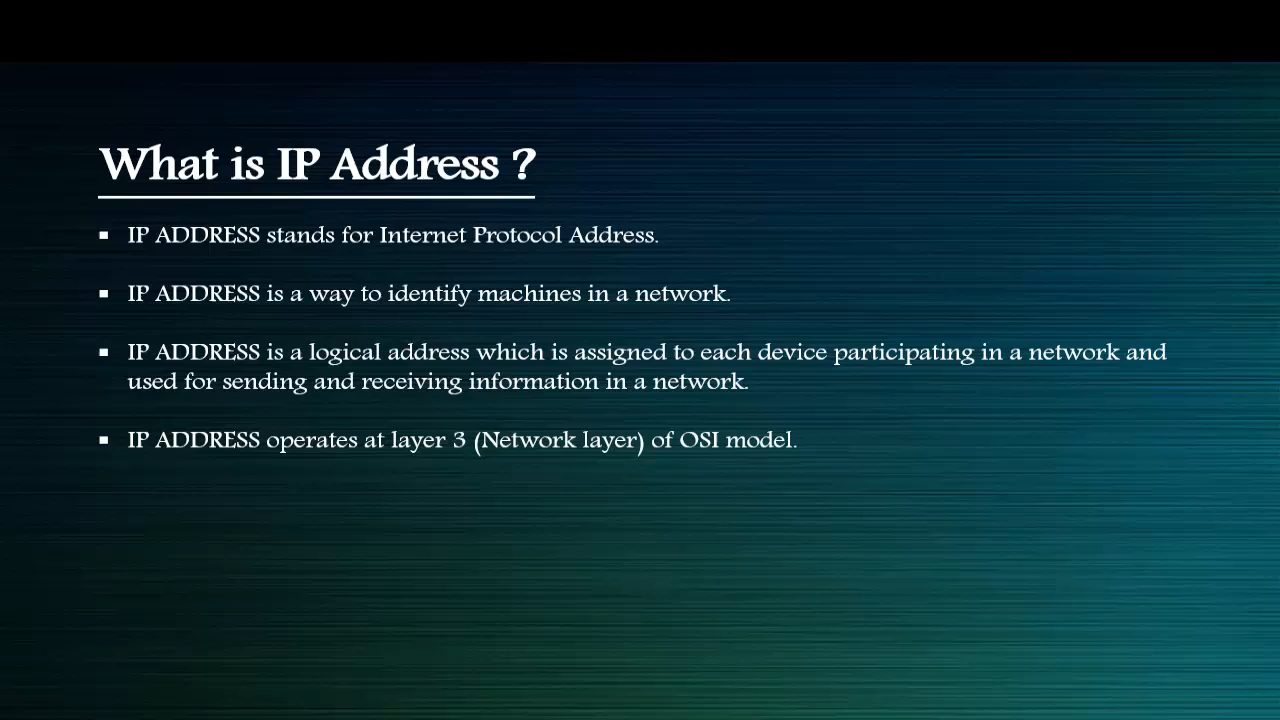 What is IP Address ?
▪ IP ADDRESS stands for Internet Protocol Address.
▪ IP ADDRESS is a way to identify machines in a network.
▪ IP ADDRESS is a logical address which is assigned to each device participating in a network and
used for sending and receiving information in a network.
▪ IP ADDRESS operates at layer 3 (Network layer) of OSI model.